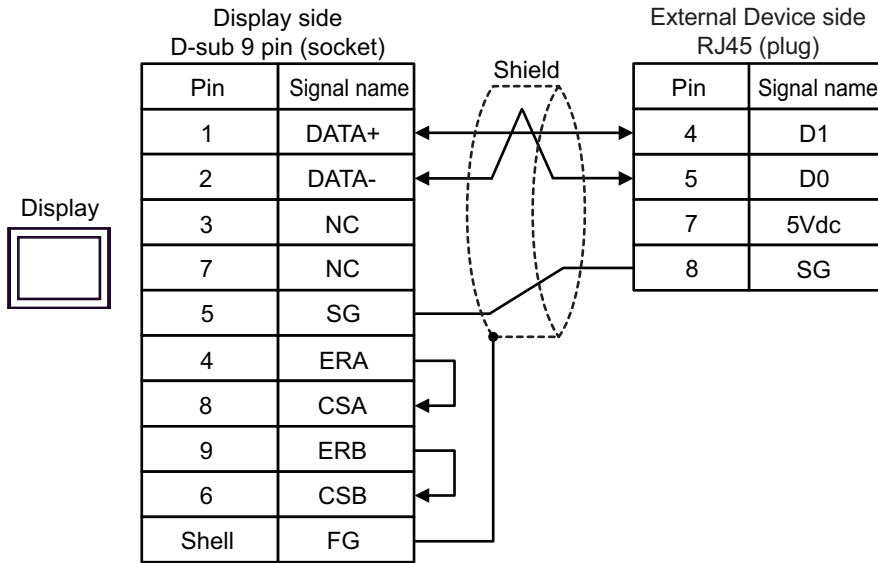 Display side
D-sub 9 pin (socket)
External Device side
RJ45 (plug)
Shield
Pin Signal name
1 DATA+
2 DATA-
3 NC
7 NC
5 SG
4 ERA
8 CSA
9 ERB
6 CSB
Shell FG
Pin Signal name
4 D1
5 D0
7 5Vdc
8 SG
Display